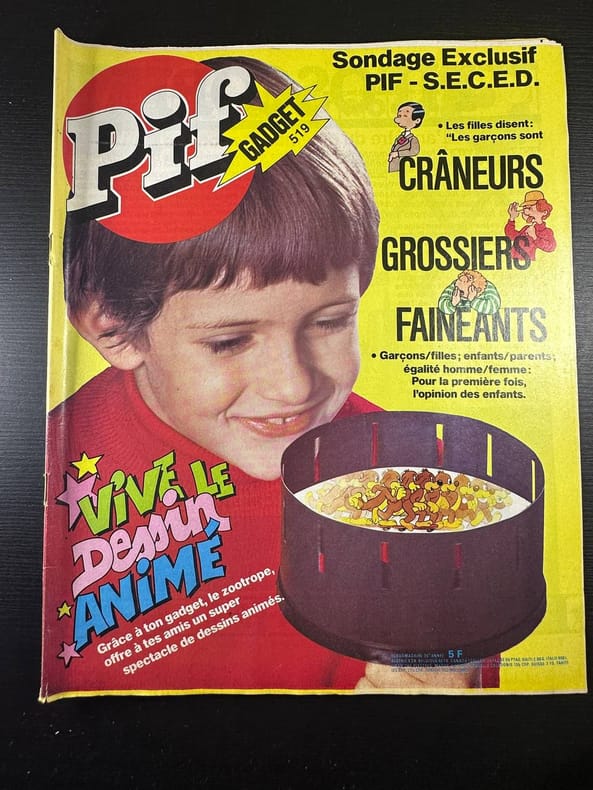 Pif
GADGET
519
Sondage Exclusif
PIF - S.E.C.E.D.
• Les filles disent:
"Les garçons sont
CRÂNEURS
GROSSIERS
FAINÉANTS
• Garçons/filles; enfants/parents;
égalité homme/femme:
Pour la première fois,
l'opinion des enfants.
VIVE LE
Dessin
ANIMÉ
Grâce à ton gadget, le zootrope,
offre à tes amis un super
spectacle de dessins animés.
5 F